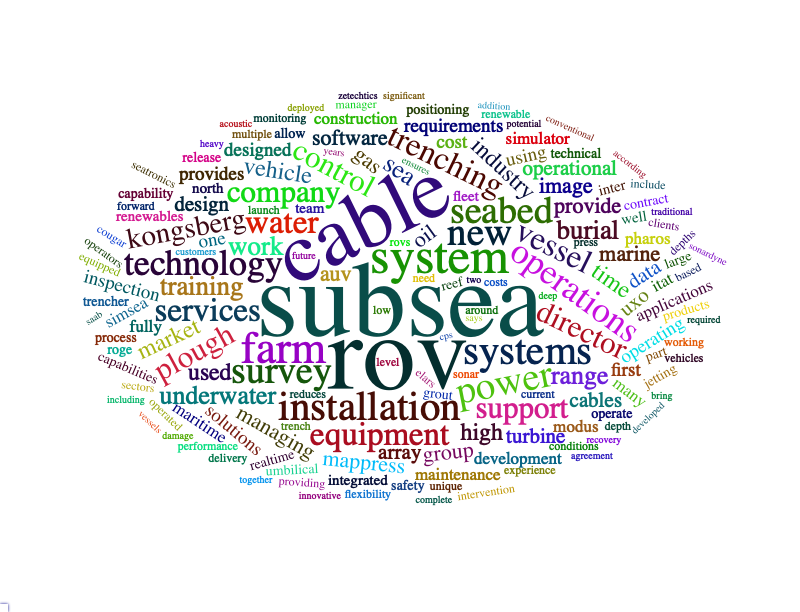 zetechtics significant
deployed manager positioning addition
acoustic monitoring construction renewable
multiple allow software requirements potential conventional
heavy designed years trenching cost simulator according
release control gas ensures industry using technical
seatronics provides vehicle sea operational
capability north company fleet image inter include
forward design launch team cable seabed provide contract
renewables water rovs oil new vessel burial well traditional
cougar kongsberg one work customers future press pharos clients
operators technology system operations marine depths sonardyne
equipped auv need reef two costs time data large
inspection training subsea deep uxo itat based
trencher simsea services low around director applications
saab fully says products
process market cps operating required
roge plough farm rov level systems part working
capabilities used survey elars sonar power range first vehicles
sectors underwater reduces grout current many jetting
including maritime installation support cables bring
operated solutions managing trench high turbine modus operate depth developed
vessels damage equipment conditions recovery
performance realtime array group development agreement
delivery umbilical mappress maintenance experience
together providing integrated safety unique
innovative flexibility complete intervention